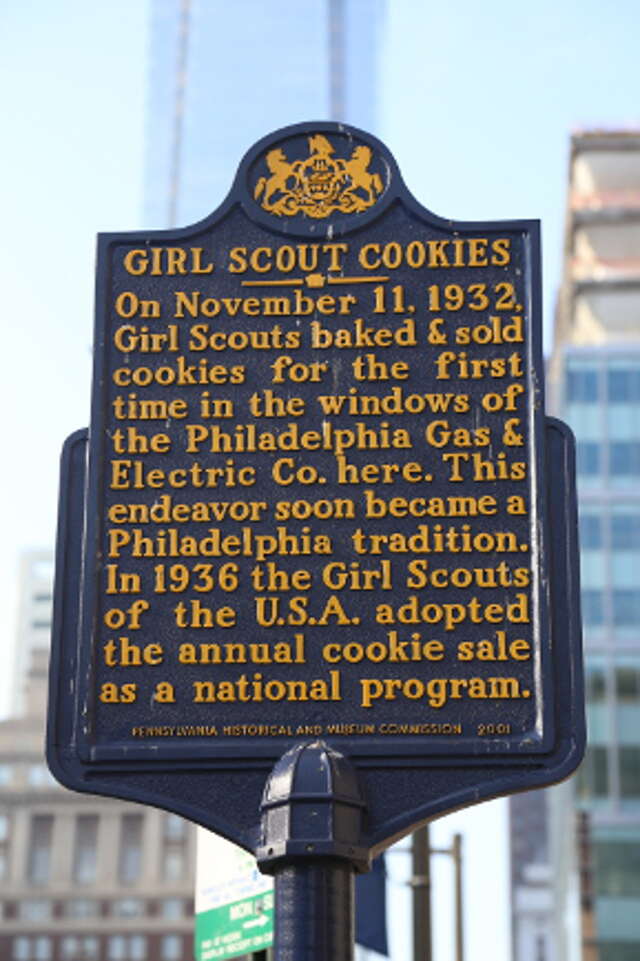 GIRL SCOUT COOKIES
On November 11, 1932,
Girl Scouts baked & sold
cookies for the first
time in the windows of
the Philadelphia Gas &
Electric Co. here. This
endeavor soon became a
Philadelphia tradition.
In 1936 the Girl Scouts
of the U.S.A. adopted
the annual cookie sale
as a national program.
PENNSYLVANIA HISTORICAL AND MUSEUM COMMISSION 2001